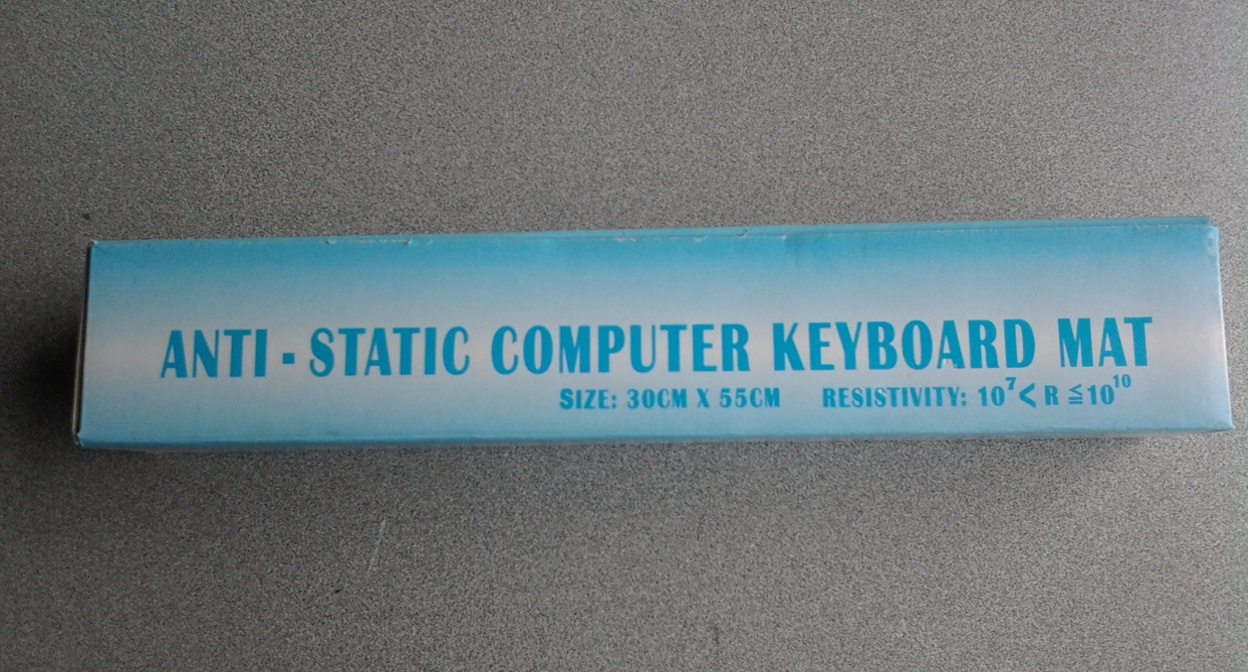 ANTI - STATIC COMPUTER KEYBOARD MAT
SIZE: 30CM X 55CM RESISTIVITY: 10⁷< R ≦10¹⁰